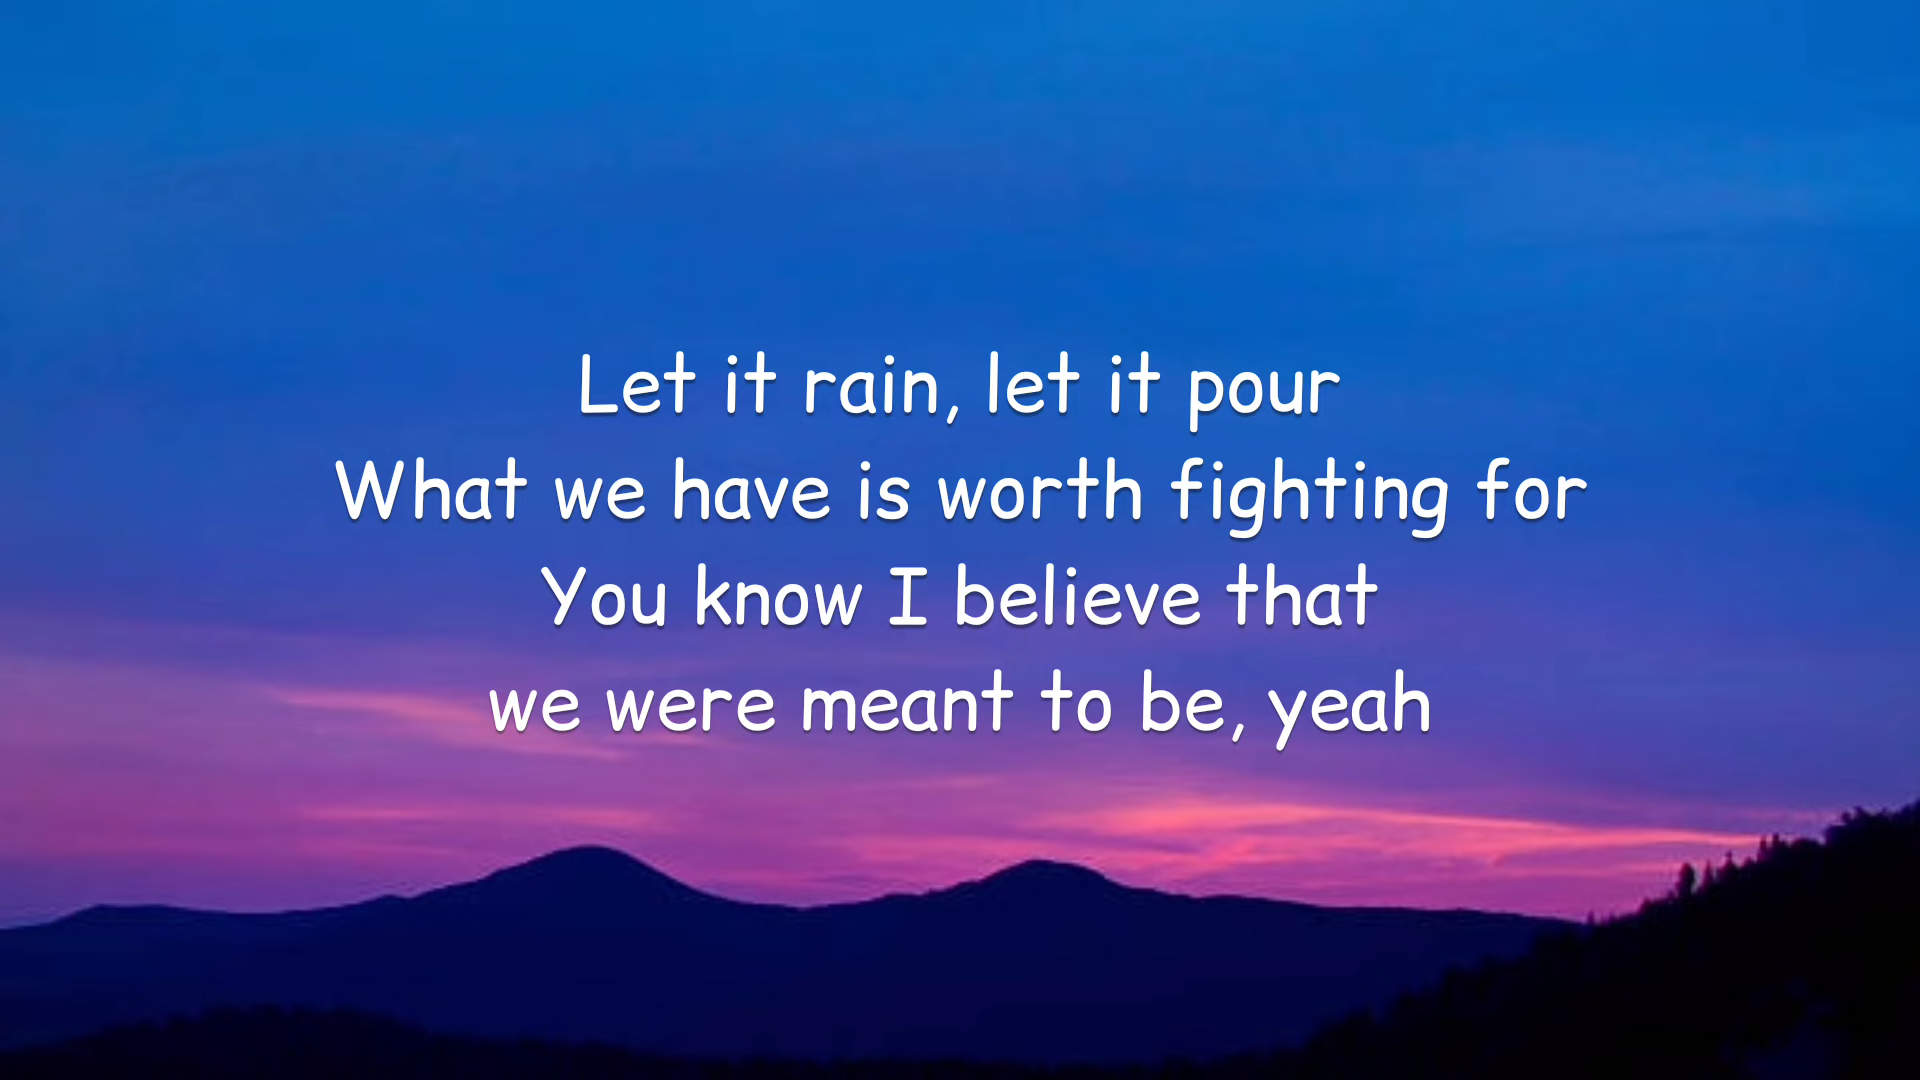 Let it rain, let it pour
What we have is worth fighting for
You know I believe that
we were meant to be, yeah